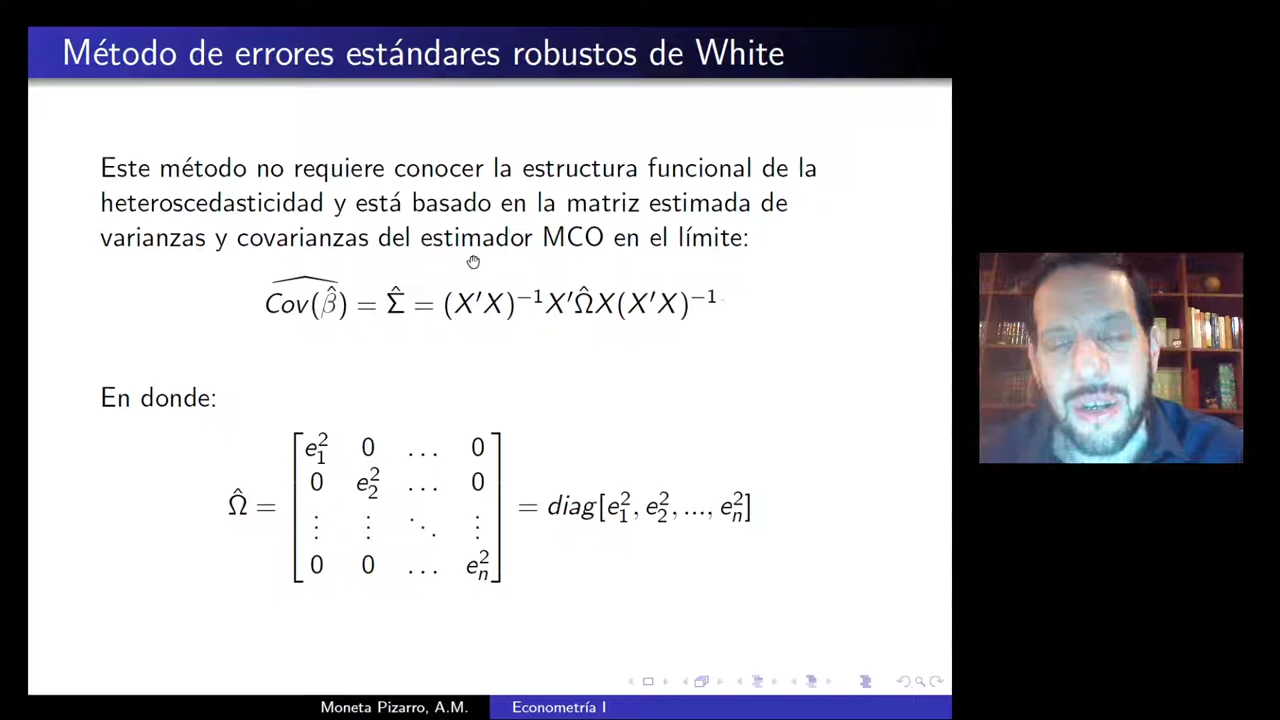 Método de errores estándares robustos de White
Este método no requiere conocer la estructura funcional de la
heteroscedasticidad y está basado en la matriz estimada de
varianzas y covarianzas del estimador MCO en el límite:
\widehat{Cov(\hat{β})} = Σ̂ = (X′X)⁻¹X′Ω̂X(X′X)⁻¹
En donde:
Ω̂ = [e₁² 0 … 0
0 e₂² … 0
⋮ ⋮ ⋱ ⋮
0 0 … eₙ²] = diag[e₁², e₂², ..., eₙ²]
Moneta Pizarro, A.M. Econometría I